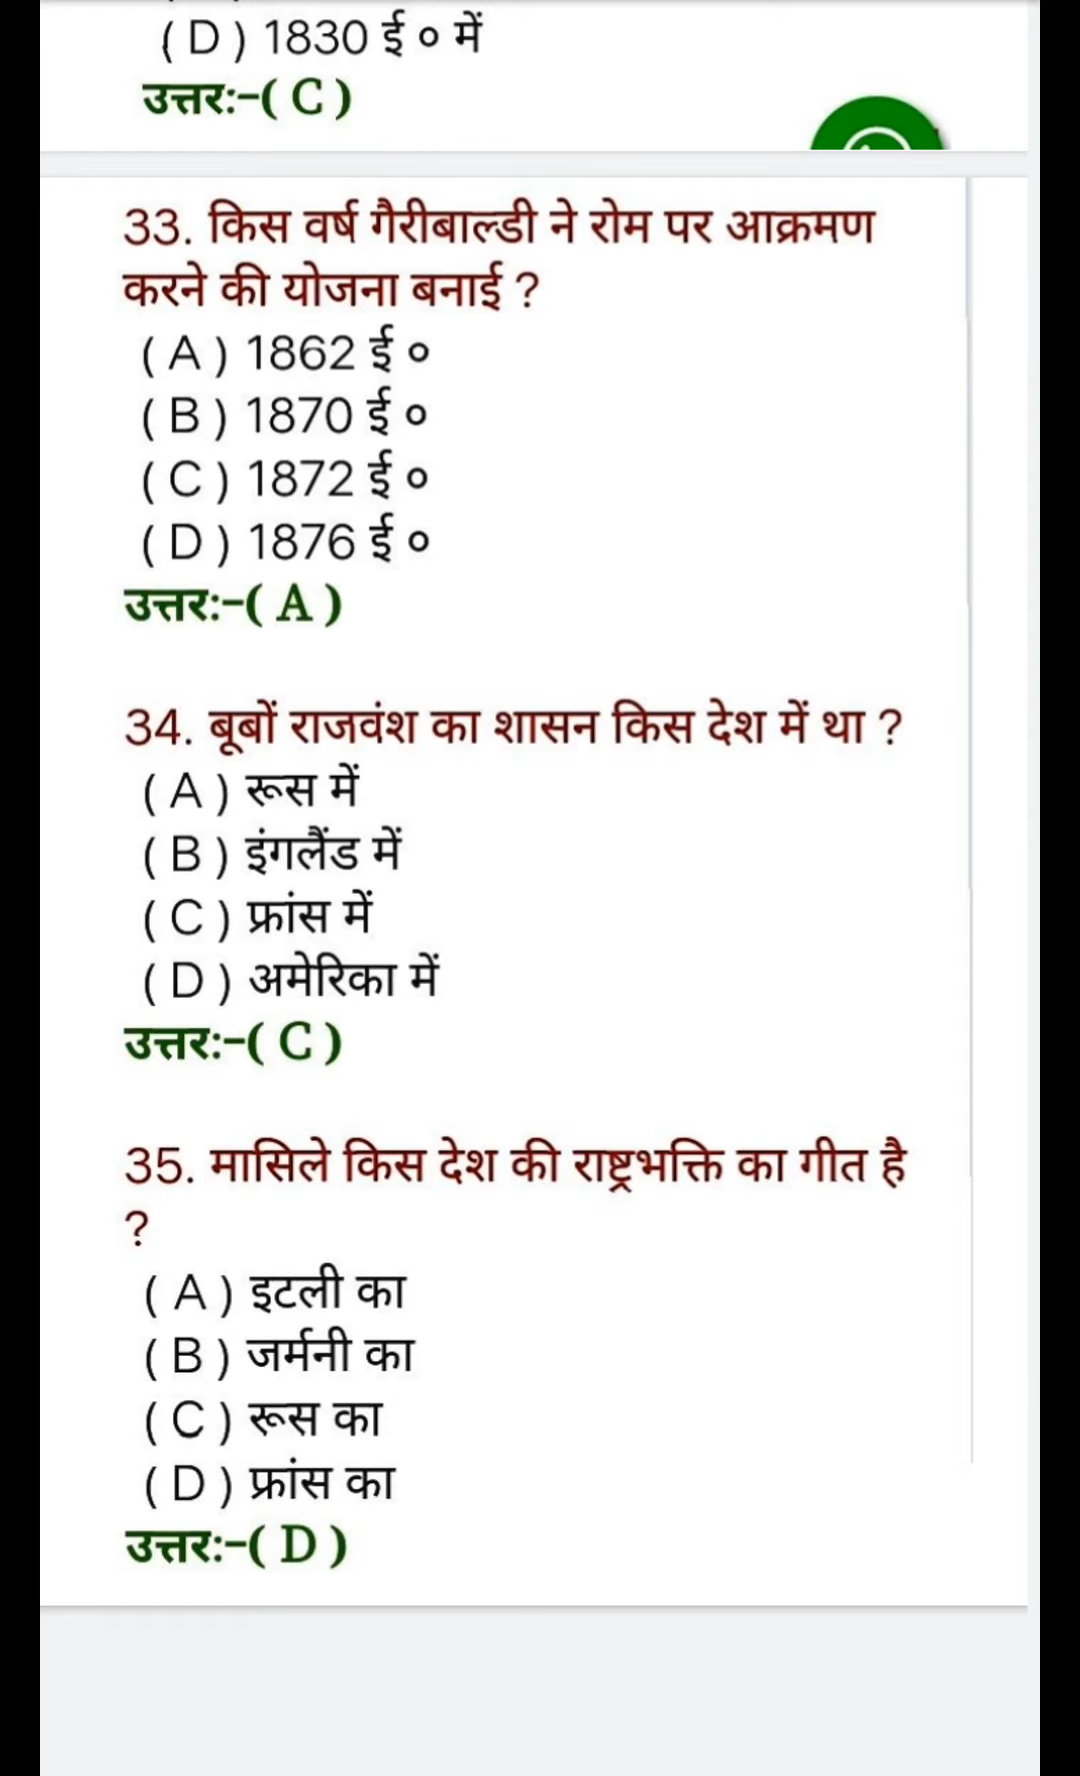 ( D ) 1830 ई ० में
उत्तर:-( C )
33. किस वर्ष गैरीबाल्डी ने रोम पर आक्रमण
करने की योजना बनाई ?
( A ) 1862 ई ०
( B ) 1870 ई ०
( C ) 1872 ई ०
( D ) 1876 ई ०
उत्तर:-( A )
34. बूबों राजवंश का शासन किस देश में था ?
( A ) रूस में
( B ) इंगलैंड में
( C ) फ्रांस में
( D ) अमेरिका में
उत्तर:-( C )
35. मासिले किस देश की राष्ट्रभक्ति का गीत है
?
( A ) इटली का
( B ) जर्मनी का
( C ) रूस का
( D ) फ्रांस का
उत्तर:-( D )